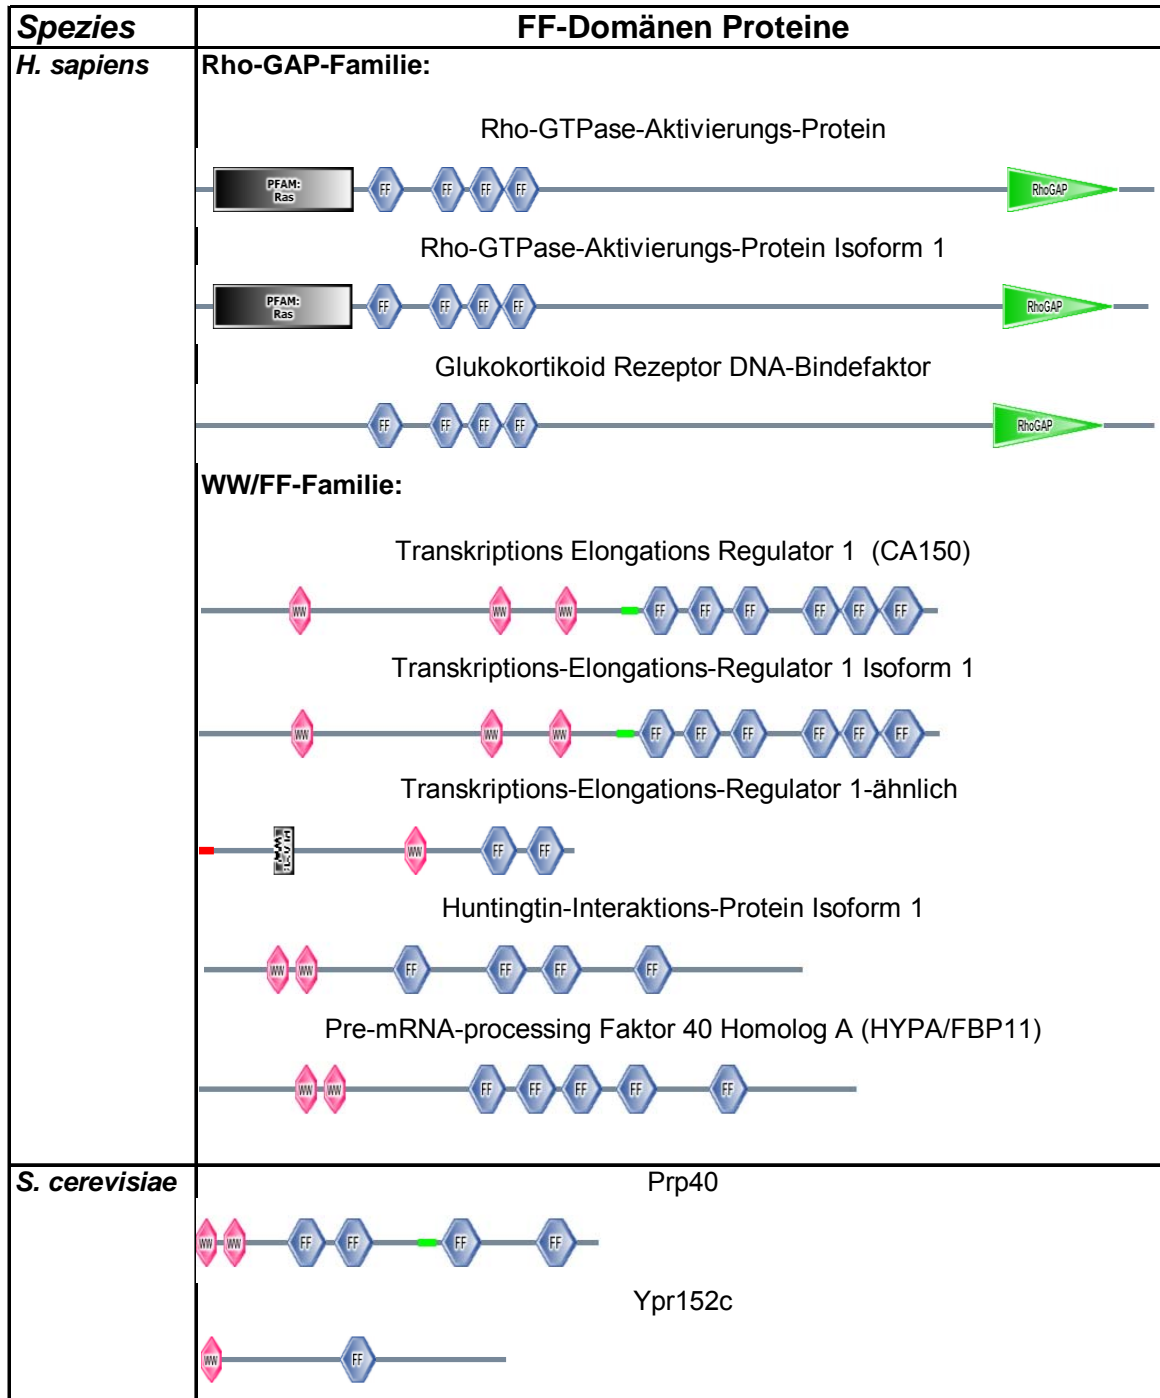 Spezies FF-Domänen Proteine
H. sapiens Rho-GAP-Familie:
Rho-GTPase-Aktivierungs-Protein
PFAM:
Ras FF FF FF FF RhoGAP
Rho-GTPase-Aktivierungs-Protein Isoform 1
PFAM:
Ras FF FF FF FF RhoGAP
Glukokortikoid Rezeptor DNA-Bindefaktor
FF FF FF FF RhoGAP
WW/FF-Familie:
Transkriptions Elongations Regulator 1 (CA150)
WW WW WW FF FF FF FF FF FF
Transkriptions-Elongations-Regulator 1 Isoform 1
WW WW WW FF FF FF FF FF FF
Transkriptions-Elongations-Regulator 1-ähnlich
WW FF FF
Huntingtin-Interaktions-Protein Isoform 1
WW WW FF FF FF FF
Pre-mRNA-processing Faktor 40 Homolog A (HYPA/FBP11)
WW WW FF FF FF FF FF
S. cerevisiae Prp40
WW WW FF FF FF FF
Ypr152c
WW FF